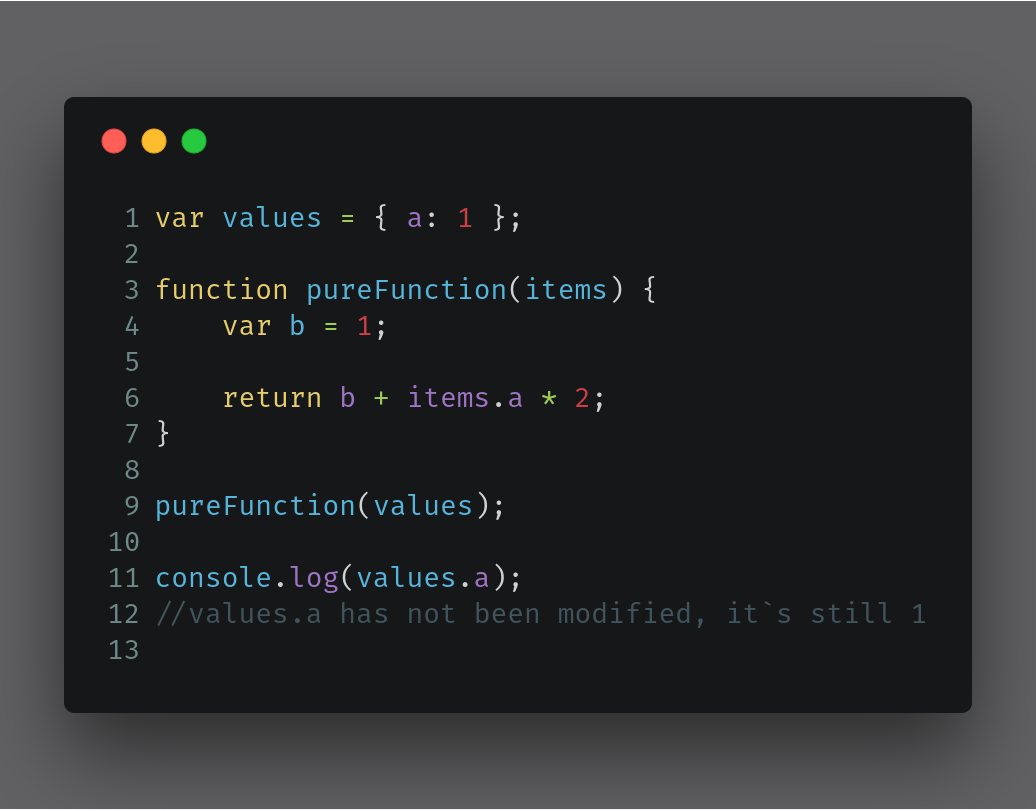 1 var values = { a: 1 };
2
3 function pureFunction(items) {
4     var b = 1;
5
6     return b + items.a * 2;
7 }
8
9 pureFunction(values);
10
11 console.log(values.a);
12 //values.a has not been modified, it`s still 1
13